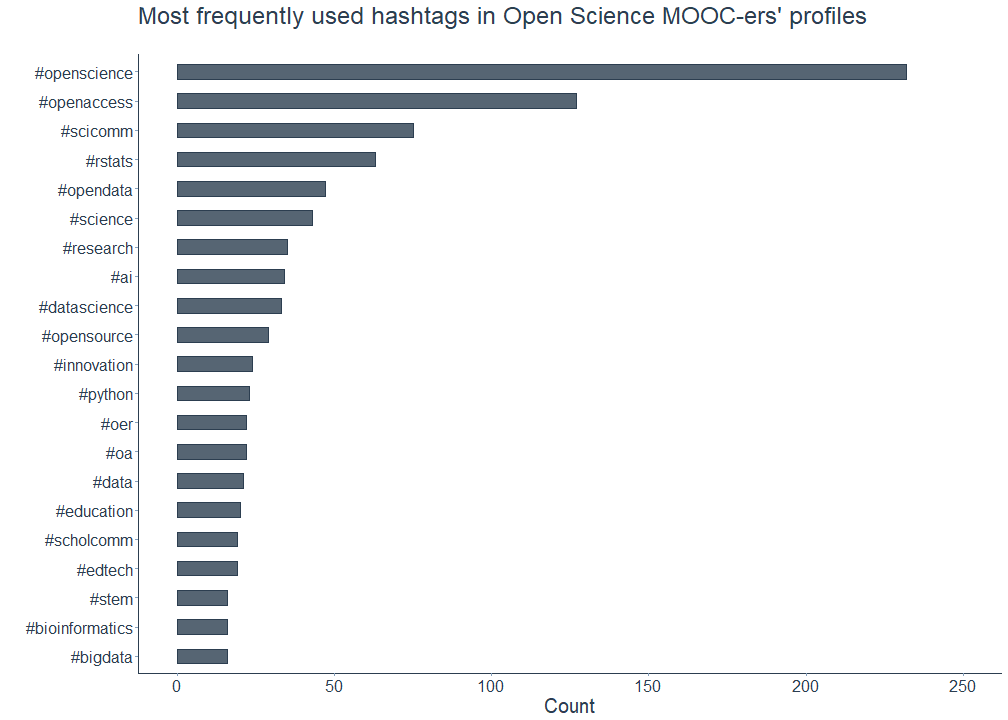 Most frequently used hashtags in Open Science MOOC-ers' profiles
#openscience
#openaccess
#scicomm
#rstats
#opendata
#science
#research
#ai
#datascience
#opensource
#innovation
#python
#oer
#oa
#data
#education
#scholcomm
#edtech
#stem
#bioinformatics
#bigdata
0 50 100 150 200 250
Count